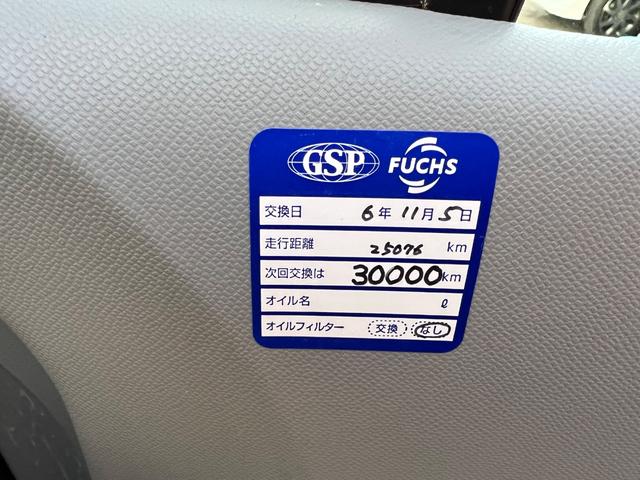 GSP FUCHS
交換日 6年 11月 5日
走行距離 25076 km
次回交換は 30000km
オイル名 ℓ
オイルフィルター 交換 なし